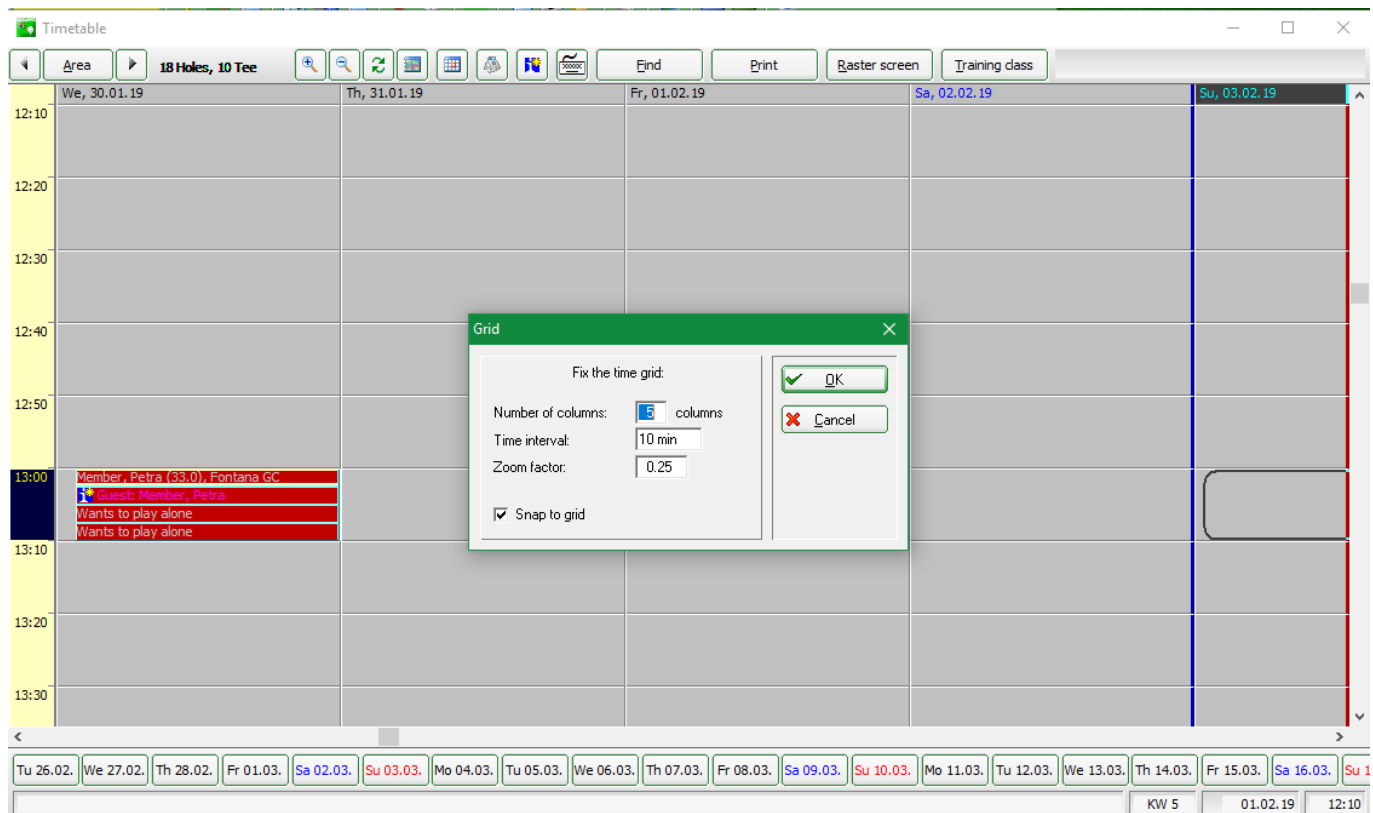 Timetable
Area 18 Holes, 10 Tee Find Print Raster screen Training class
We, 30.01.19 Th, 31.01.19 Fr, 01.02.19 Sa, 02.02.19 Su, 03.02.19
12:10
12:20
12:30
12:40
Grid
Fix the time grid:
OK
Number of columns: 5 columns
Cancel
Time interval: 10 min
Zoom factor: 0.25
Snap to grid
12:50
13:00
Member, Petra (33.0), Fontana GC
Guest: Member, Petra
Wants to play alone
Wants to play alone
13:10
13:20
13:30
Tu 26.02. We 27.02. Th 28.02. Fr 01.03. Sa 02.03. Su 03.03. Mo 04.03. Tu 05.03. We 06.03. Th 07.03. Fr 08.03. Sa 09.03. Su 10.03. Mo 11.03. Tu 12.03. We 13.03. Th 14.03. Fr 15.03. Sa 16.03. Su 1
KW 5 01.02.19 12:10